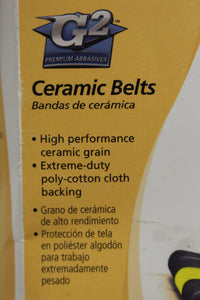 G2™
PREMIUM ABRASIVES
Ceramic Belts
Bandas de cerámica
• High performance
ceramic grain
• Extreme-duty
poly-cotton cloth
backing
• Grano de cerámica
de alto rendimiento
• Protección de tela
en poliéster algodón
para trabajo
extremadamente
pesado